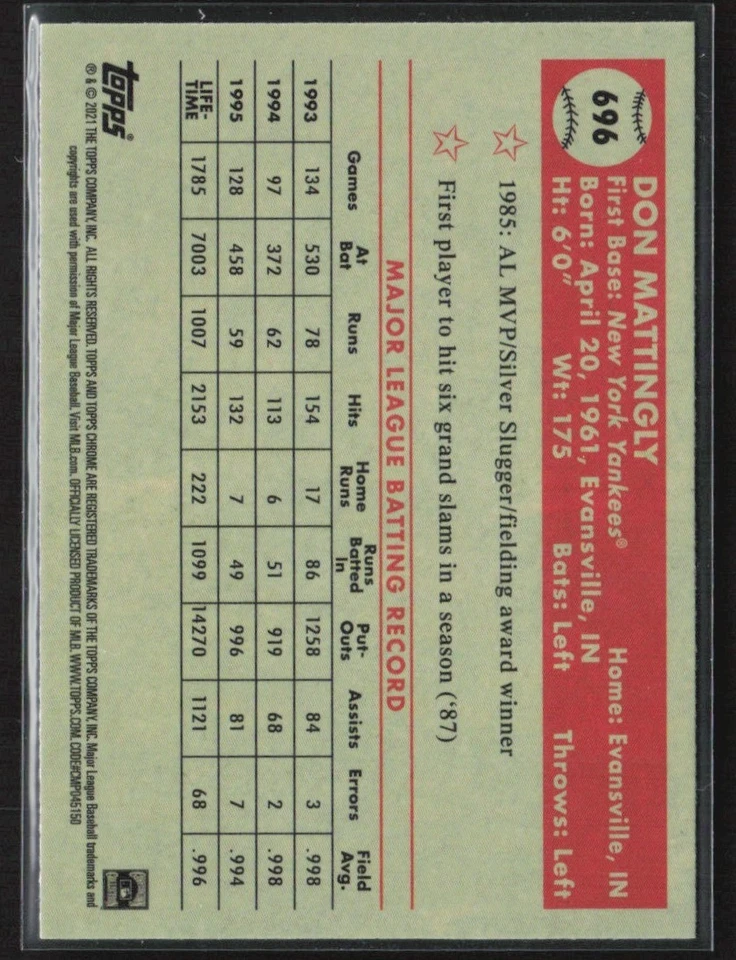 696
DON MATTINGLY
First Base: New York Yankees® Home: Evansville, IN
Born: April 20, 1961, Evansville, IN
Ht: 6'0" Wt: 175 Bats: Left Throws: Left
1985: AL MVP/Silver Slugger/fielding award winner
First player to hit six grand slams in a season ('87)
MAJOR LEAGUE BATTING RECORD
Games At Bat Runs Hits Home Runs Runs Batted In Put-Outs Assists Errors Field Avg.
1993 134 530 78 154 17 86 1258 84 3 .998
1994 97 372 62 113 6 51 919 68 2 .998
1995 128 458 59 132 7 49 996 81 7 .994
LIFE-TIME 1785 7003 1007 2153 222 1099 14270 1121 68 .996
topps®
® & © 2021 THE TOPPS COMPANY, INC. ALL RIGHTS RESERVED. TOPPS AND TOPPS CHROME ARE REGISTERED TRADEMARKS OF THE TOPPS COMPANY, INC. Major League Baseball trademarks and
copyrights are used with permission of Major League Baseball. Visit MLB.com. OFFICIALLY LICENSED PRODUCT OF MLB. WWW.TOPPS.COM. CODE#CMP045150